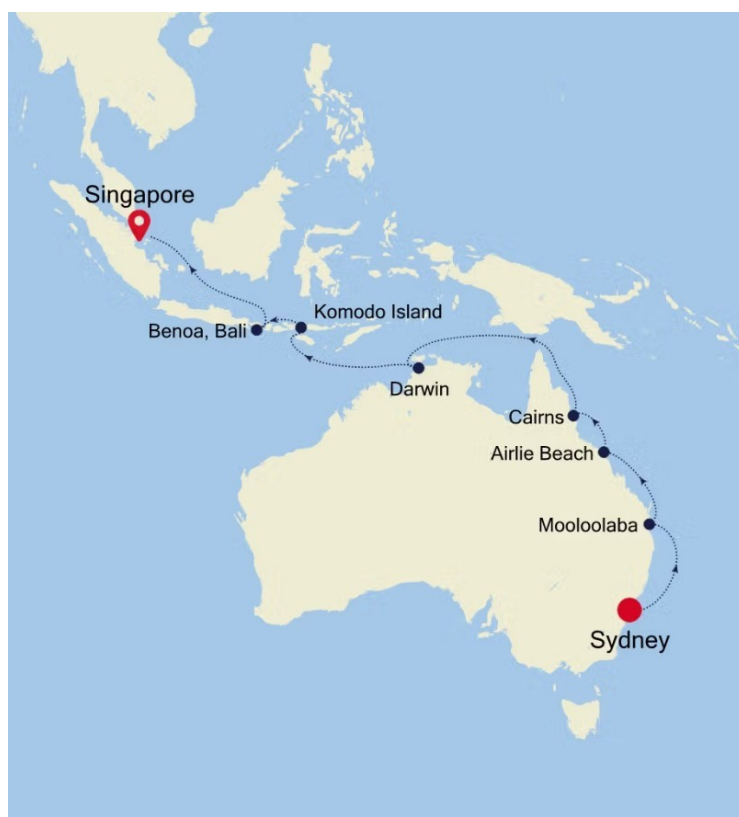 Singapore
Komodo Island
Benoa, Bali
Darwin
Cairns
Airlie Beach
Mooloolaba
Sydney